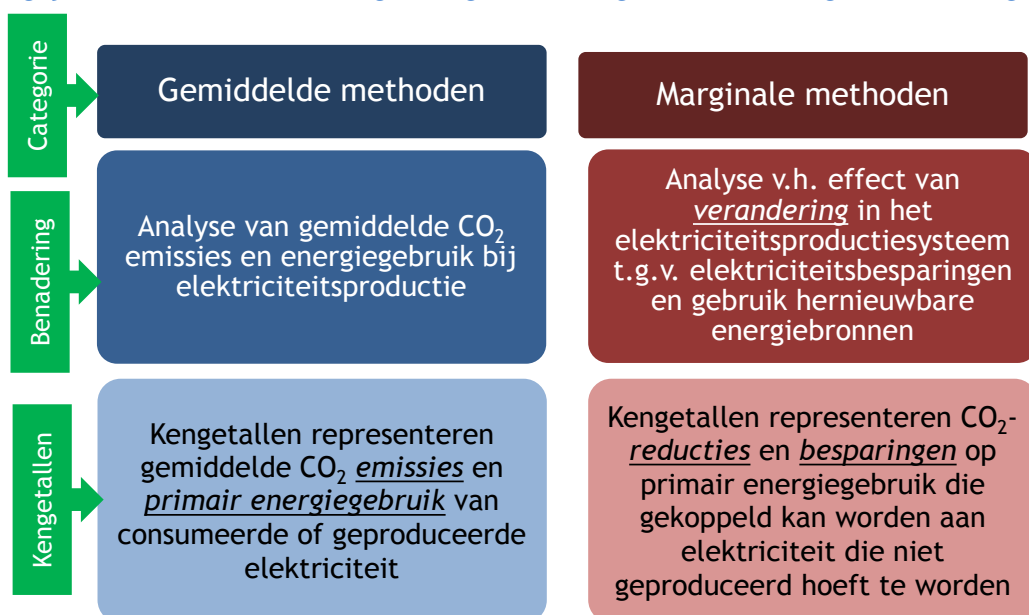 Categorie
Gemiddelde methoden
Marginale methoden
Benadering
Analyse van gemiddelde CO₂
emissies en energiegebruik bij
elektriciteitsproductie
Analyse v.h. effect van
verandering in het
elektriciteitsproductiesysteem
t.g.v. elektriciteitsbesparingen
en gebruik hernieuwbare
energiebronnen
Kengetallen
Kengetallen representeren
gemiddelde CO₂ emissies en
primair energiegebruik van
consumeerde of geproduceerde
elektriciteit
Kengetallen representeren CO₂-
reducties en besparingen op
primair energiegebruik die
gekoppeld kan worden aan
elektriciteit die niet
geproduceerd hoeft te worden